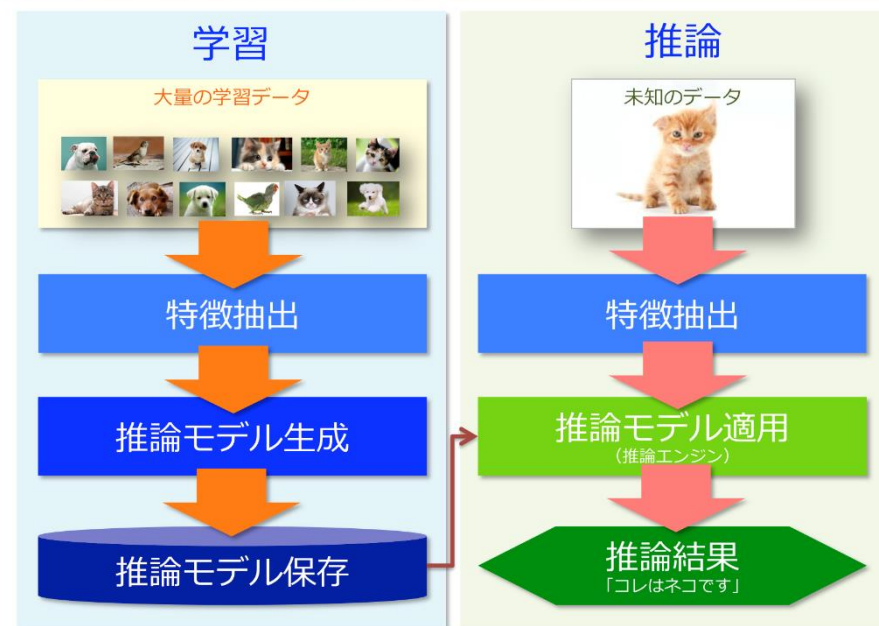 学習
大量の学習データ
特徴抽出
推論モデル生成
推論モデル保存
推論
未知のデータ
特徴抽出
推論モデル適用
(推論エンジン)
推論結果
「コレはネコです」